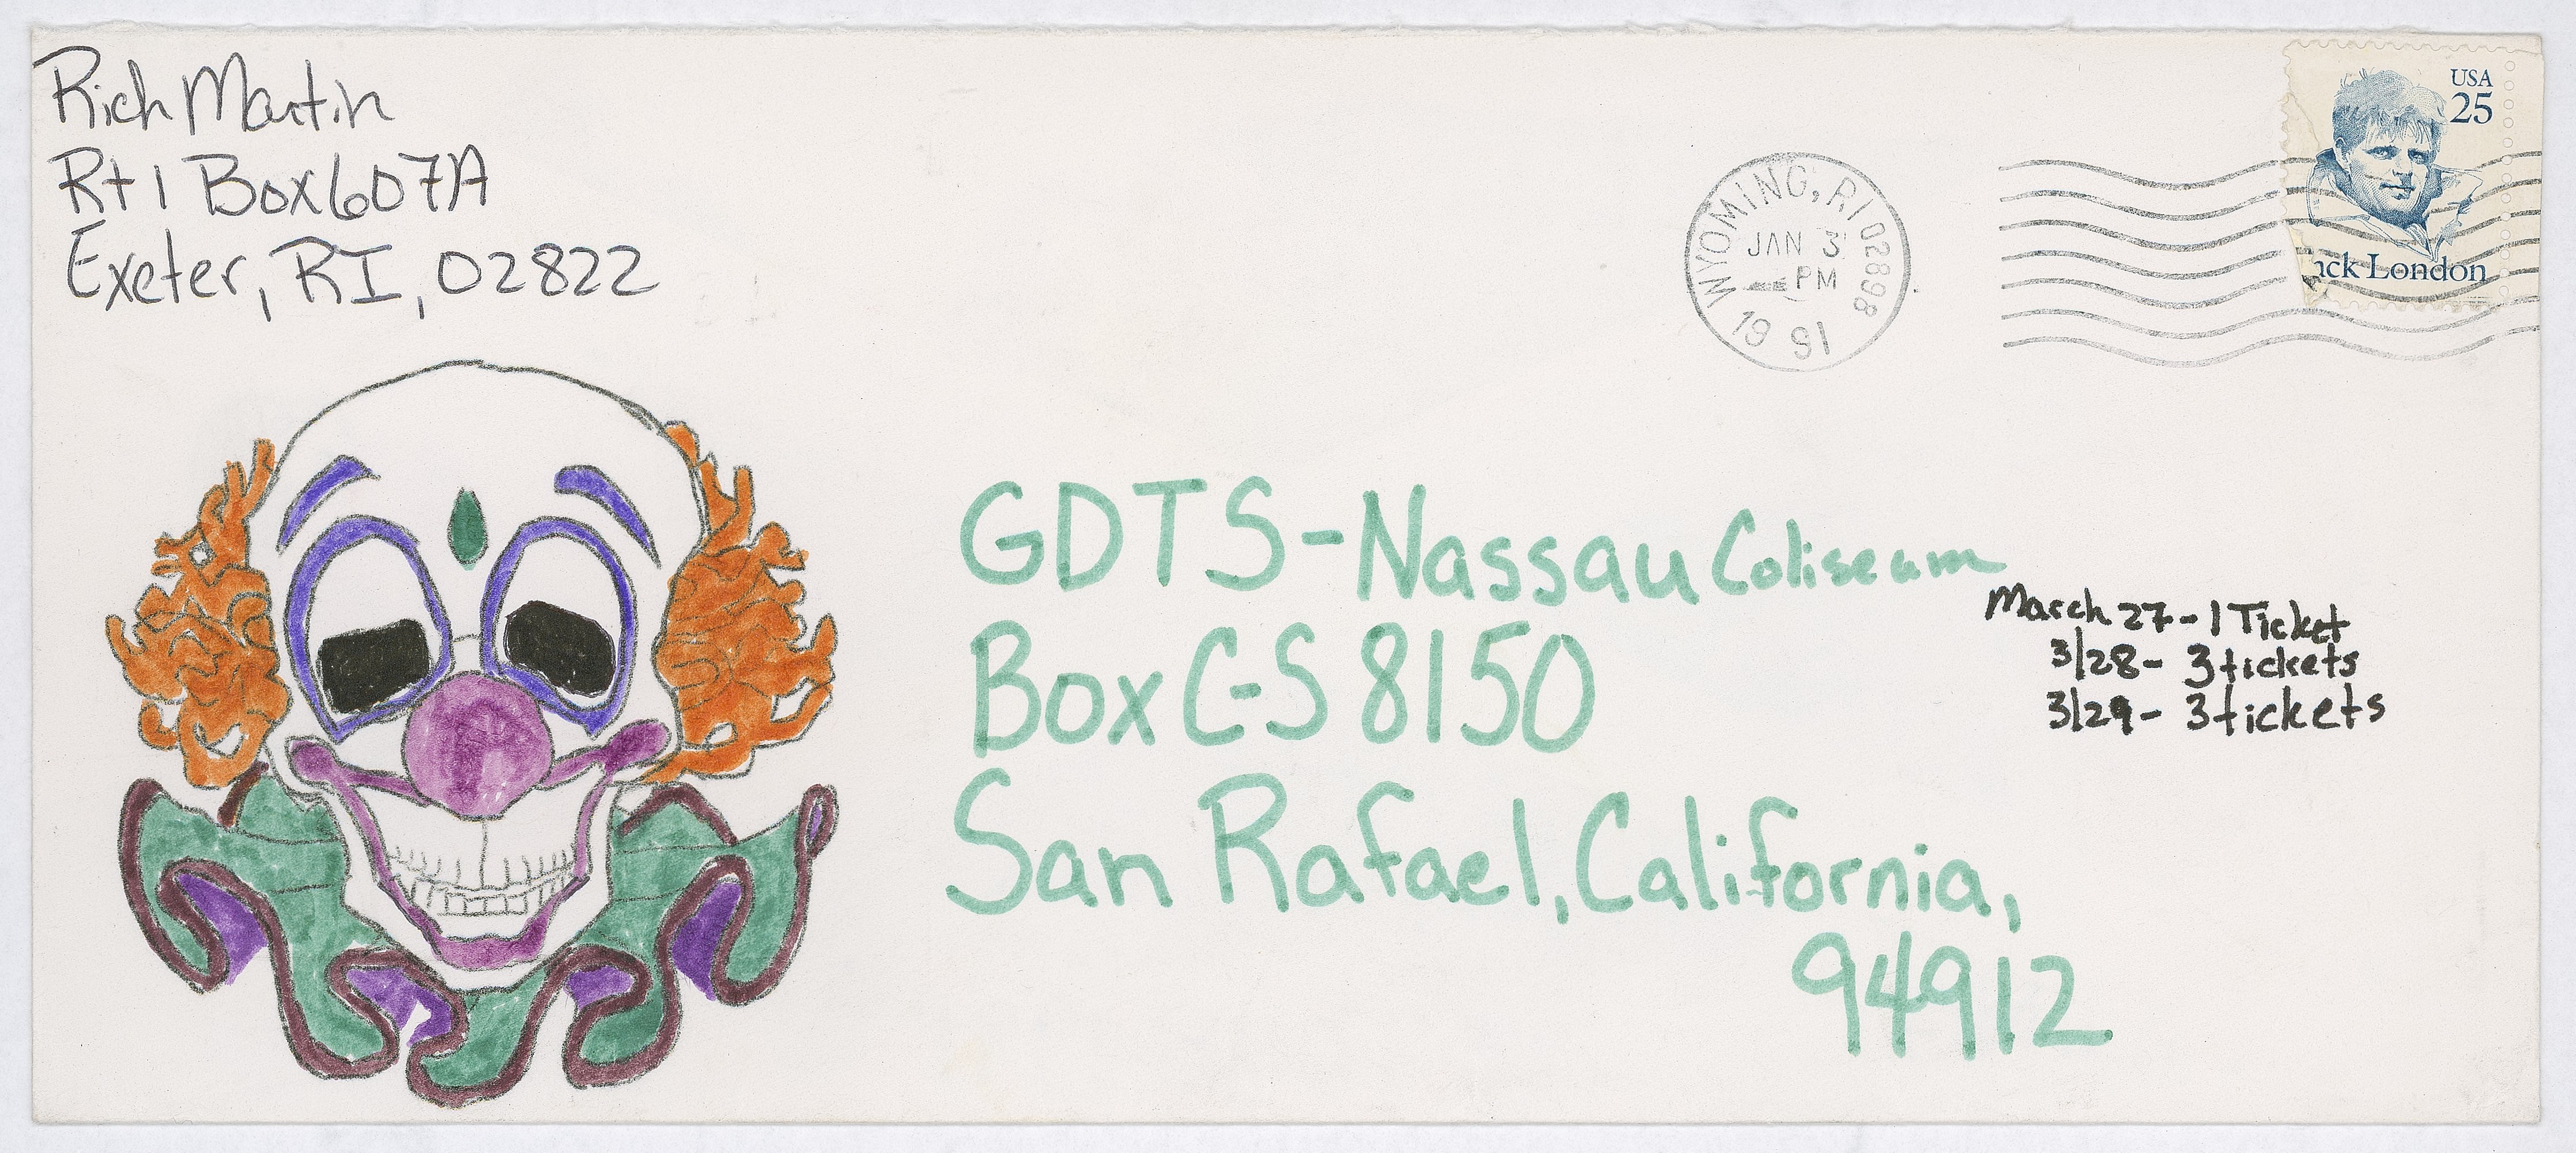 Rich Martin
Rt 1 Box 607A
Exeter, RI, 02822
WYOMING, RI 02898
JAN 3
PM
1991
USA
25
ack London
GDTS-Nassau Coliseum
Box C-S 8150
San Rafael, California,
94912
March 27-1 Ticket
3/28- 3 tickets
3/29- 3 tickets